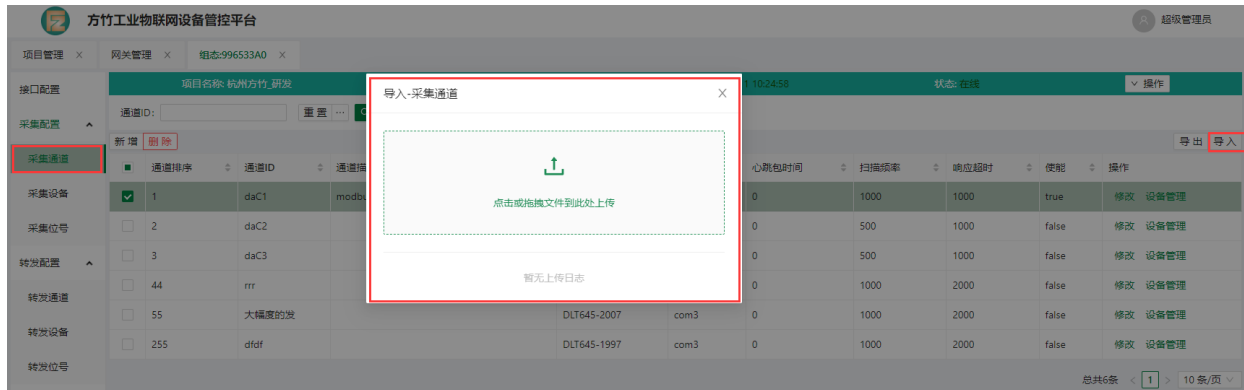 方竹工业物联网设备管控平台 超级管理员
项目管理 × 网关管理 × 组态:996533A0 ×
接口配置 项目名称: 杭州方竹_研发 10:24:58 状态: 在线 操作
通道ID: 重置 ...
采集配置
新增 删除 导出 导入
采集通道 通道排序 通道ID 通道描 心跳包时间 扫描频率 响应超时 使能 操作
导入-采集通道 ×
点击或拖拽文件到此处上传
暂无上传日志
采集设备 1 daC1 modbu 0 1000 1000 true 修改 设备管理
采集位号 2 daC2 0 500 1000 false 修改 设备管理
转发配置 3 daC3 0 500 1000 false 修改 设备管理
44 rrr 0 1000 2000 false 修改 设备管理
转发通道
55 大幅度的发 DLT645-2007 com3 0 1000 2000 false 修改 设备管理
转发设备
255 dfdf DLT645-1997 com3 0 1000 2000 false 修改 设备管理
转发位号
总共6条 < 1 > 10 条/页